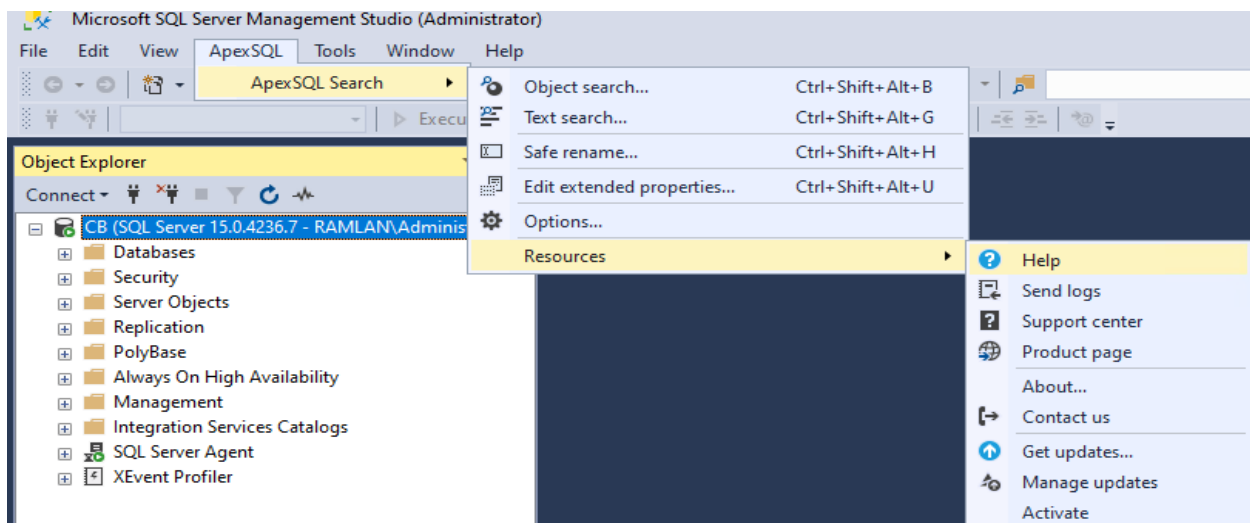 Microsoft SQL Server Management Studio (Administrator)
File Edit View ApexSQL Tools Window Help
ApexSQL Search
Execu
Object search... Ctrl+Shift+Alt+B
Text search... Ctrl+Shift+Alt+G
Safe rename... Ctrl+Shift+Alt+H
Edit extended properties... Ctrl+Shift+Alt+U
Options...
Resources
Help
Send logs
Support center
Product page
About...
Contact us
Get updates...
Manage updates
Activate
Object Explorer
Connect
CB (SQL Server 15.0.4236.7 - RAMLAN\Adminis
Databases
Security
Server Objects
Replication
PolyBase
Always On High Availability
Management
Integration Services Catalogs
SQL Server Agent
XEvent Profiler